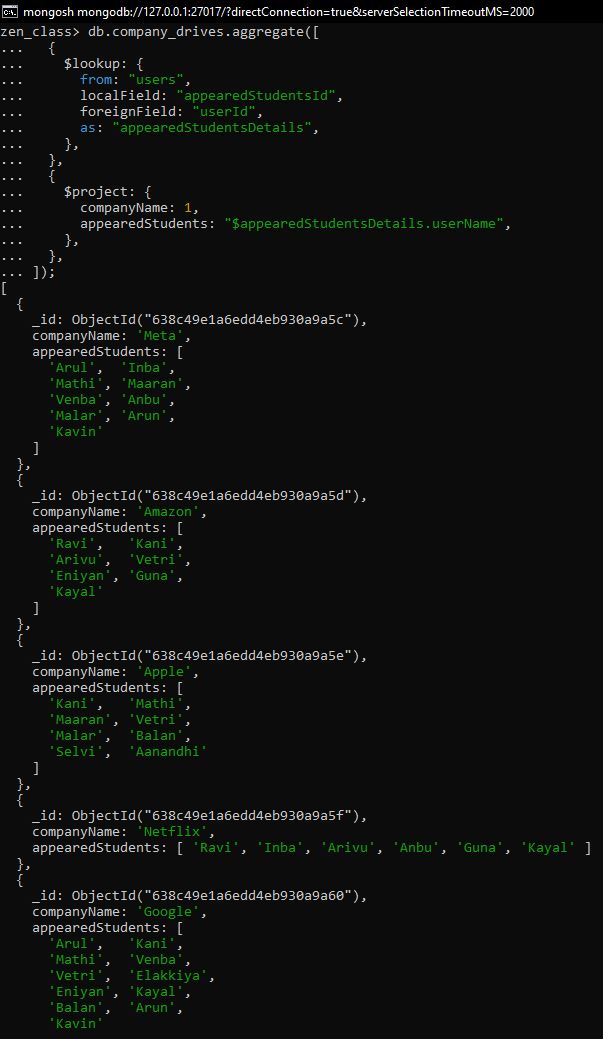 mongosh mongodb://127.0.0.1:27017/?directConnection=true&serverSelectionTimeoutMS=2000
zen_class> db.company_drives.aggregate([
...   {
...     $lookup: {
...       from: "users",
...       localField: "appearedStudentsId",
...       foreignField: "userId",
...       as: "appearedStudentsDetails",
...     },
...   },
...   {
...     $project: {
...       companyName: 1,
...       appearedStudents: "$appearedStudentsDetails.userName",
...     },
...   },
... ]);
[
  {
    _id: ObjectId("638c49e1a6edd4eb930a9a5c"),
    companyName: 'Meta',
    appearedStudents: [
      'Arul',  'Inba',
      'Mathi', 'Maaran',
      'Venba', 'Anbu',
      'Malar', 'Arun',
      'Kavin'
    ]
  },
  {
    _id: ObjectId("638c49e1a6edd4eb930a9a5d"),
    companyName: 'Amazon',
    appearedStudents: [
      'Ravi',   'Kani',
      'Arivu',  'Vetri',
      'Eniyan', 'Guna',
      'Kayal'
    ]
  },
  {
    _id: ObjectId("638c49e1a6edd4eb930a9a5e"),
    companyName: 'Apple',
    appearedStudents: [
      'Kani',   'Mathi',
      'Maaran', 'Vetri',
      'Malar',  'Balan',
      'Selvi',  'Aanandhi'
    ]
  },
  {
    _id: ObjectId("638c49e1a6edd4eb930a9a5f"),
    companyName: 'Netflix',
    appearedStudents: [ 'Ravi', 'Inba', 'Arivu', 'Anbu', 'Guna', 'Kayal' ]
  },
  {
    _id: ObjectId("638c49e1a6edd4eb930a9a60"),
    companyName: 'Google',
    appearedStudents: [
      'Arul',   'Kani',
      'Mathi',  'Venba',
      'Vetri',  'Elakkiya',
      'Eniyan', 'Kayal',
      'Balan',  'Arun',
      'Kavin'